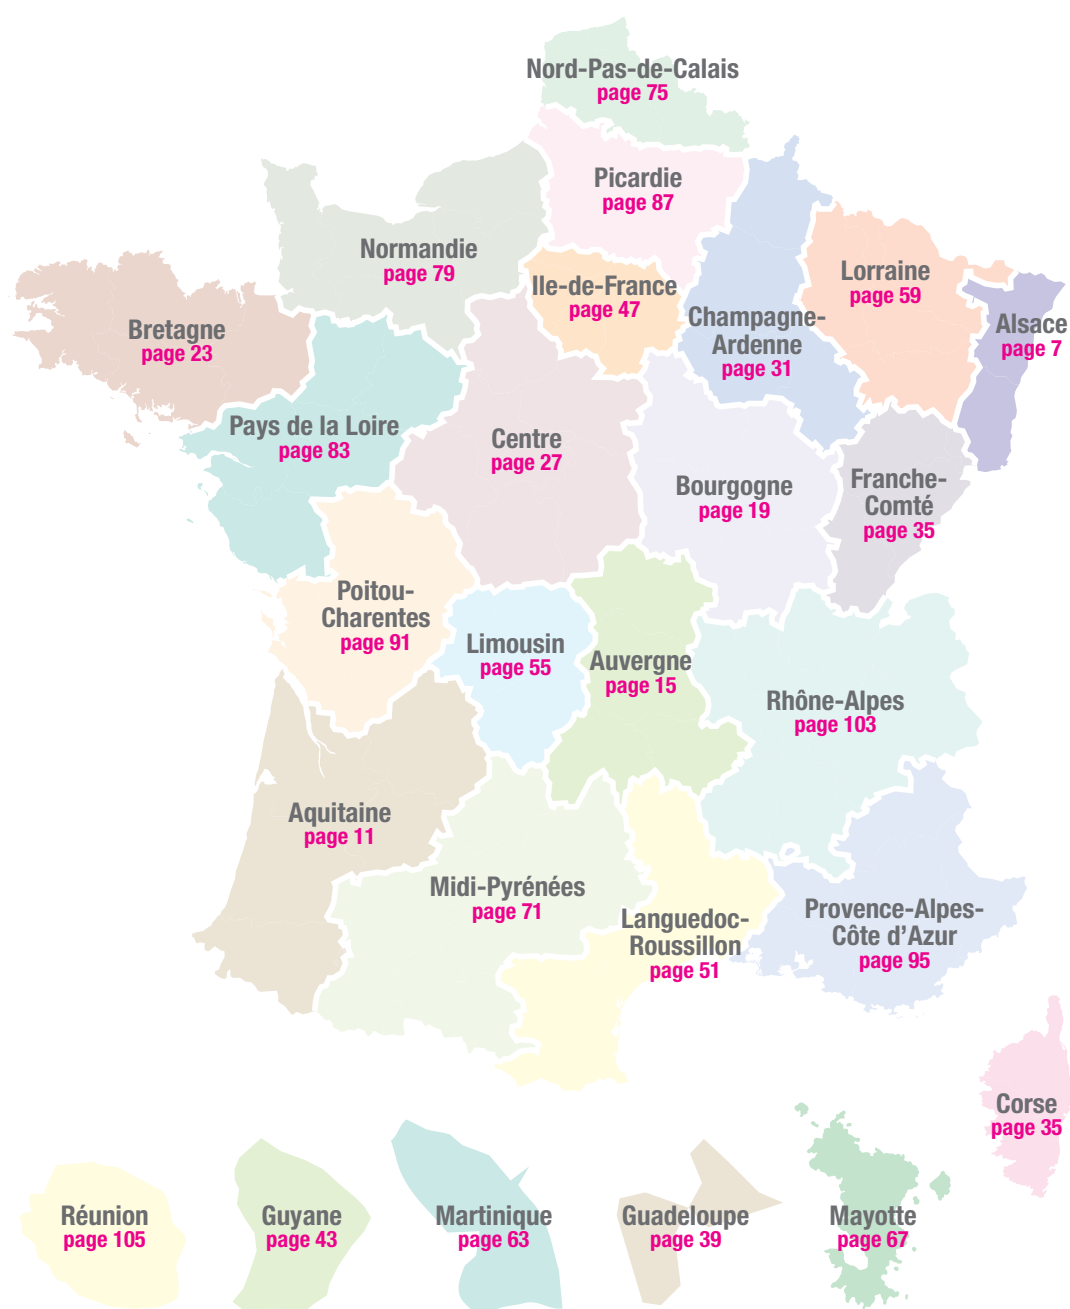 Nord-Pas-de-Calais
page 75
Picardie
page 87
Normandie
page 79
Ile-de-France
page 47
Champagne-
Ardenne
page 31
Lorraine
page 59
Alsace
page 7
Bretagne
page 23
Pays de la Loire
page 83
Centre
page 27
Bourgogne
page 19
Franche-
Comté
page 35
Poitou-
Charentes
page 91
Limousin
page 55
Auvergne
page 15
Rhône-Alpes
page 103
Aquitaine
page 11
Midi-Pyrénées
page 71
Languedoc-
Roussillon
page 51
Provence-Alpes-
Côte d'Azur
page 95
Corse
page 35
Réunion
page 105
Guyane
page 43
Martinique
page 63
Guadeloupe
page 39
Mayotte
page 67